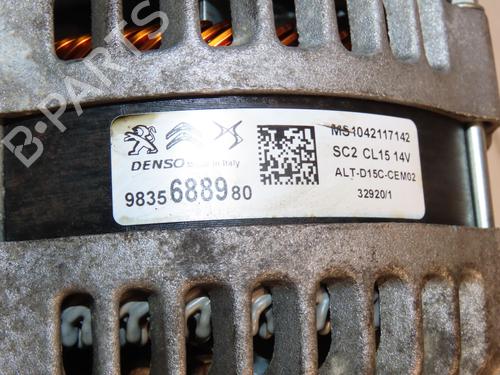 B-PARTS
DENSO Made in Italy
9835688980
MS1042117142
SC2 CL15 14V
ALT-D15C-CEM02
32920/1